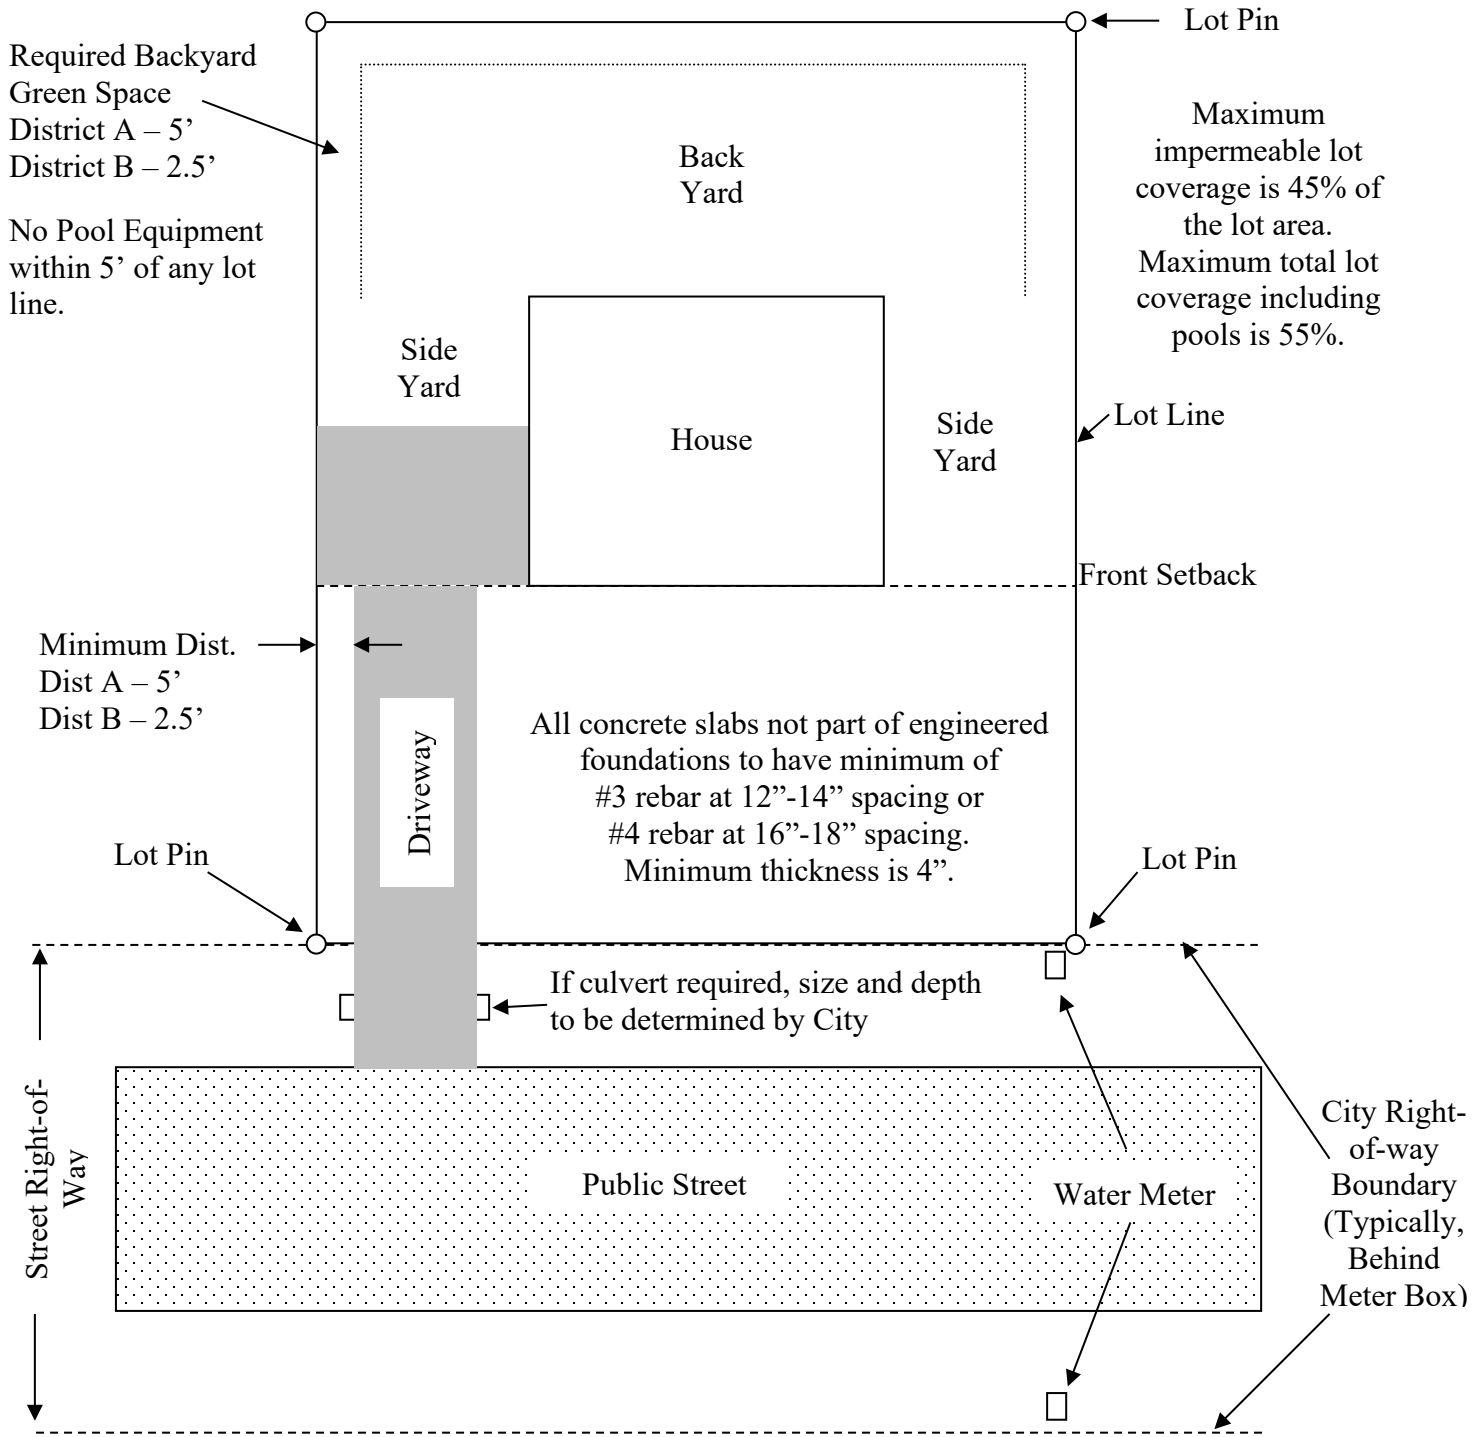 Lot Pin
Required Backyard
Green Space
District A – 5’
District B – 2.5’
No Pool Equipment
within 5’ of any lot
line.
Back
Yard
Maximum
impermeable lot
coverage is 45% of
the lot area.
Maximum total lot
coverage including
pools is 55%.
Side
Yard
House
Side
Yard
Lot Line
Front Setback
Minimum Dist.
Dist A – 5’
Dist B – 2.5’
Driveway
All concrete slabs not part of engineered
foundations to have minimum of
#3 rebar at 12”-14” spacing or
#4 rebar at 16”-18” spacing.
Minimum thickness is 4”.
Lot Pin
Lot Pin
If culvert required, size and depth
to be determined by City
Street Right-of-
Way
Public Street
Water Meter
City Right-
of-way
Boundary
(Typically,
Behind
Meter Box)